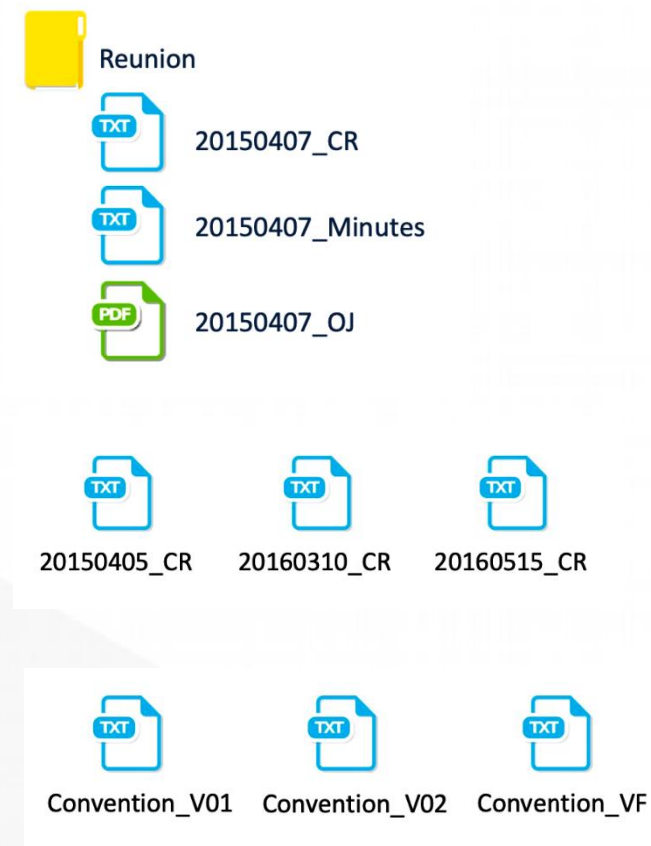 Reunion
TXT
20150407_CR
TXT
20150407_Minutes
PDF
20150407_OJ
TXT TXT TXT
20150405_CR 20160310_CR 20160515_CR
TXT TXT TXT
Convention_V01 Convention_V02 Convention_VF